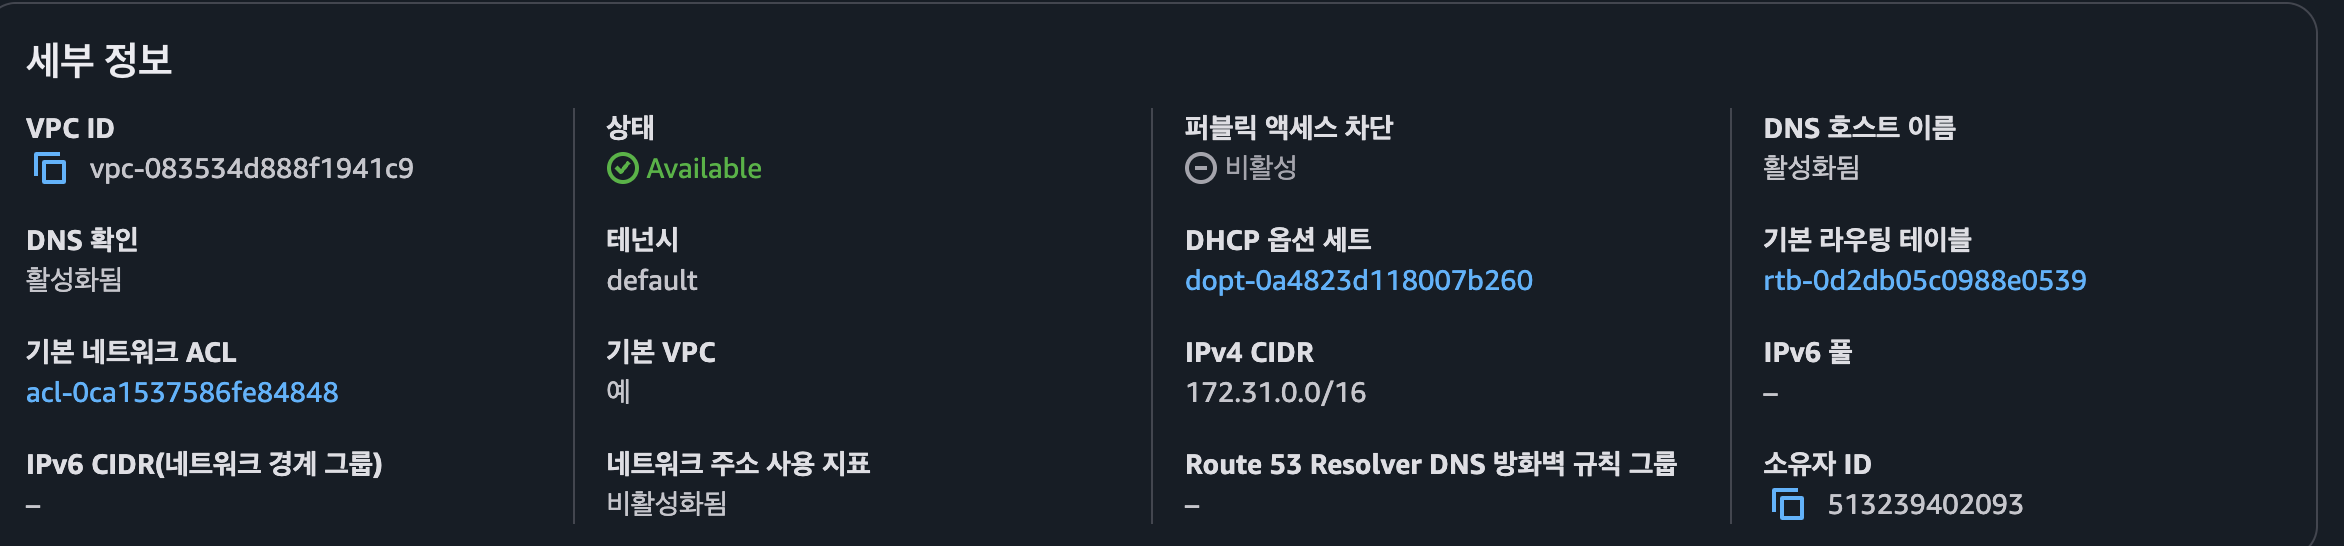 세부 정보
VPC ID
vpc-083534d888f1941c9
상태
Available
퍼블릭 액세스 차단
비활성
DNS 호스트 이름
활성화됨
DNS 확인
활성화됨
테넌시
default
DHCP 옵션 세트
dopt-0a4823d118007b260
기본 라우팅 테이블
rtb-0d2db05c0988e0539
기본 네트워크 ACL
acl-0ca1537586fe84848
기본 VPC
예
IPv4 CIDR
172.31.0.0/16
IPv6 풀
–
IPv6 CIDR(네트워크 경계 그룹)
–
네트워크 주소 사용 지표
비활성화됨
Route 53 Resolver DNS 방화벽 규칙 그룹
–
소유자 ID
513239402093